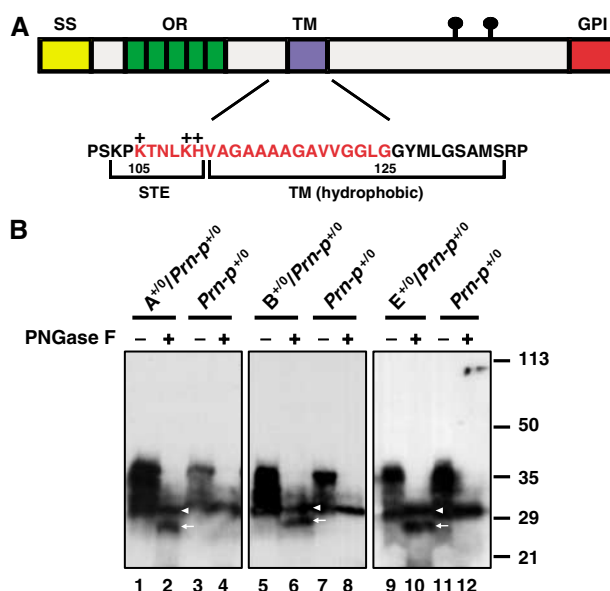 A
SS OR TM GPI
+ ++
PSKPKTNLKHVAGAAAAGAVVGGLGGYMLGSAMSRP
105 125
STE TM (hydrophobic)
B
A+/0/Prn-p+/0 Prn-p+/0 B+/0/Prn-p+/0 Prn-p+/0 E+/0/Prn-p+/0 Prn-p+/0
PNGase F – + – + – + – + – + – +
113
50
35
29
21
1 2 3 4 5 6 7 8 9 10 11 12